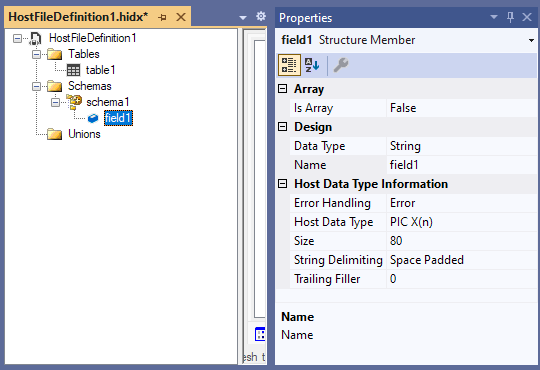 HostFileDefinition1.hidx*
HostFileDefinition1
Tables
table1
Schemas
schema1
field1
Unions
esh t
Properties
field1 Structure Member
Array
Is Array False
Design
Data Type String
Name field1
Host Data Type Information
Error Handling Error
Host Data Type PIC X(n)
Size 80
String Delimiting Space Padded
Trailing Filler 0
Name
Name